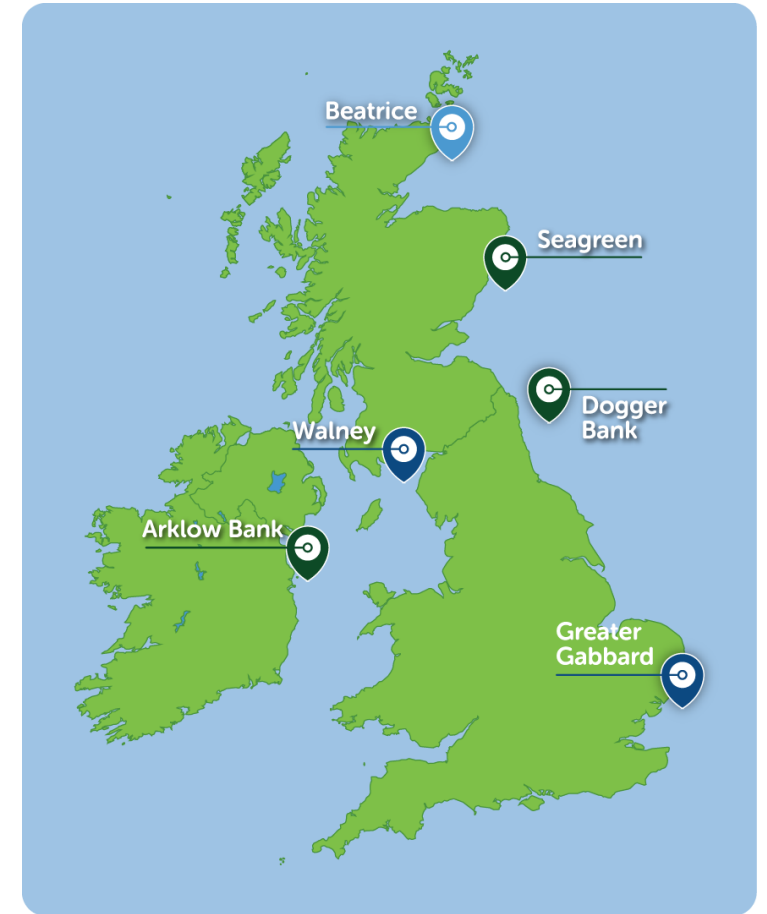 Beatrice
Seagreen
Dogger
Bank
Walney
Arklow Bank
Greater
Gabbard